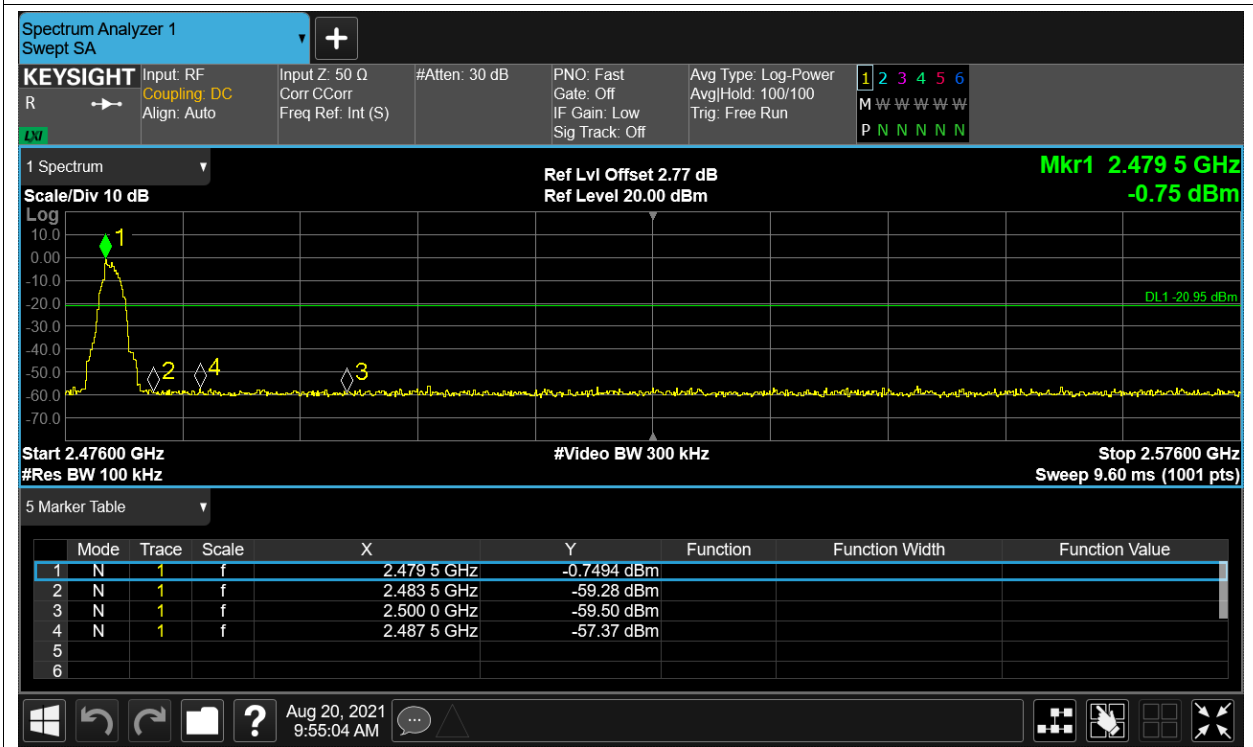 Spectrum Analyzer 1
Swept SA
KEYSIGHT
R
LXI
Input: RF
Coupling: DC
Align: Auto
Input Z: 50 Ω
Corr CCorr
Freq Ref: Int (S)
#Atten: 30 dB
PNO: Fast
Gate: Off
IF Gain: Low
Sig Track: Off
Avg Type: Log-Power
Avg|Hold: 100/100
Trig: Free Run
1 2 3 4 5 6
M W W W W W
P N N N N N
1 Spectrum
Scale/Div 10 dB
Ref Lvl Offset 2.77 dB
Ref Level 20.00 dBm
Mkr1 2.479 5 GHz
-0.75 dBm
Log
10.0
0.00
-10.0
-20.0
-30.0
-40.0
-50.0
-60.0
-70.0
1
2
4
3
DL1 -20.95 dBm
Start 2.47600 GHz
#Video BW 300 kHz
Stop 2.57600 GHz
#Res BW 100 kHz
Sweep 9.60 ms (1001 pts)
5 Marker Table
Mode Trace Scale X Y Function Function Width Function Value
1 N 1 f 2.479 5 GHz -0.7494 dBm
2 N 1 f 2.483 5 GHz -59.28 dBm
3 N 1 f 2.500 0 GHz -59.50 dBm
4 N 1 f 2.487 5 GHz -57.37 dBm
5
6
?
Aug 20, 2021
9:55:04 AM